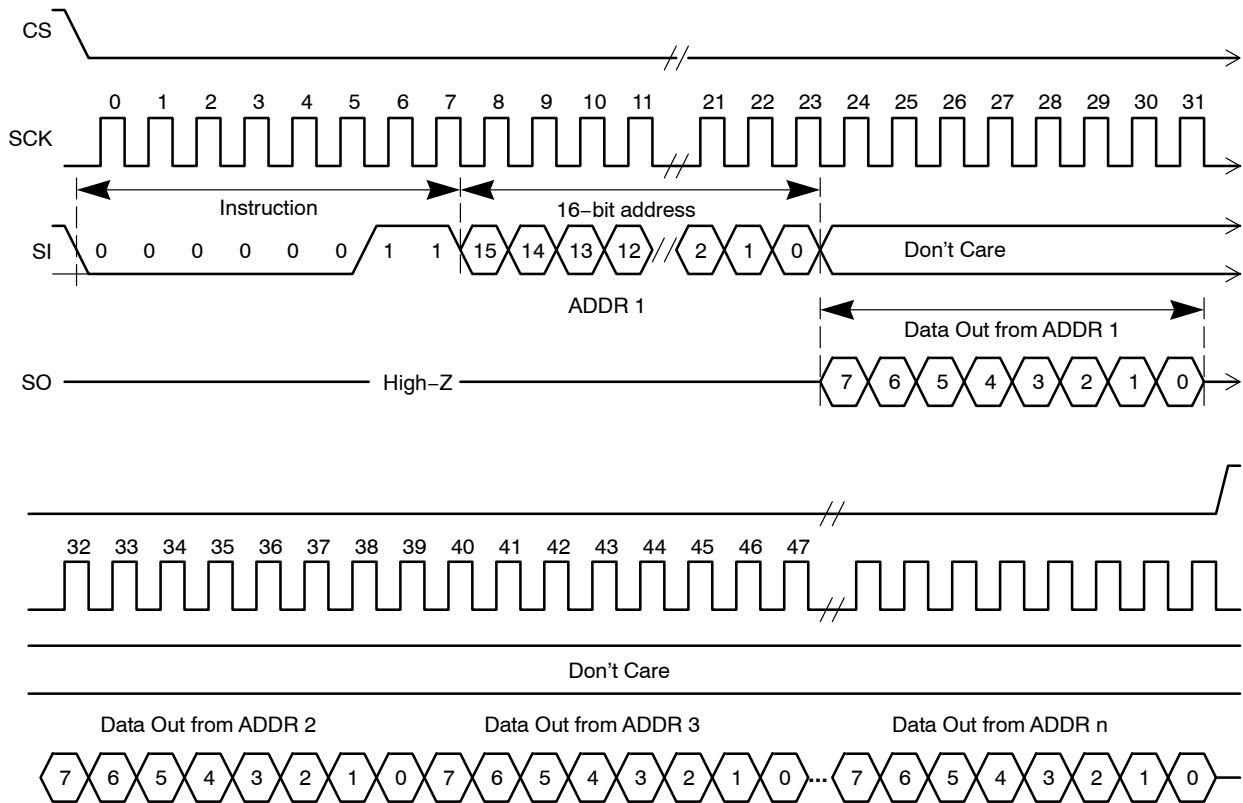 CS
0 1 2 3 4 5 6 7 8 9 10 11 21 22 23 24 25 26 27 28 29 30 31
SCK
Instruction
16−bit address
SI 0 0 0 0 0 0 1 1 15 14 13 12 2 1 0 Don't Care
ADDR 1
Data Out from ADDR 1
SO High−Z 7 6 5 4 3 2 1 0
32 33 34 35 36 37 38 39 40 41 42 43 44 45 46 47
Don't Care
Data Out from ADDR 2 Data Out from ADDR 3 Data Out from ADDR n
7 6 5 4 3 2 1 0 7 6 5 4 3 2 1 0 ... 7 6 5 4 3 2 1 0